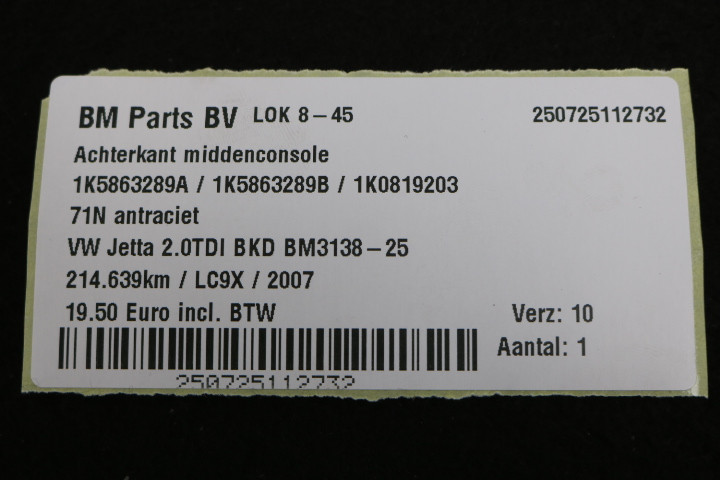 BM Parts BV LOK 8-45 250725112732
Achterkant middenconsole
1K5863289A / 1K5863289B / 1K0819203
71N antraciet
VW Jetta 2.0TDI BKD BM3138-25
214.639km / LC9X / 2007
19.50 Euro incl. BTW Verz: 10
Aantal: 1
250725112732